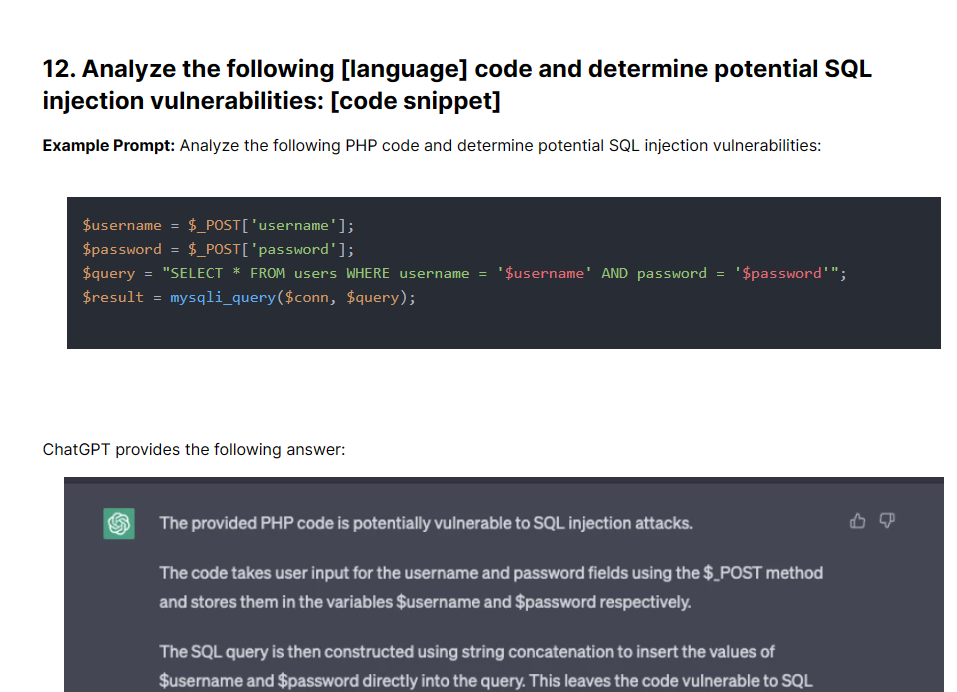 12. Analyze the following [language] code and determine potential SQL
injection vulnerabilities: [code snippet]
Example Prompt: Analyze the following PHP code and determine potential SQL injection vulnerabilities:
$username = $_POST['username'];
$password = $_POST['password'];
$query = "SELECT * FROM users WHERE username = '$username' AND password = '$password'";
$result = mysqli_query($conn, $query);
ChatGPT provides the following answer:
The provided PHP code is potentially vulnerable to SQL injection attacks.
The code takes user input for the username and password fields using the $_POST method
and stores them in the variables $username and $password respectively.
The SQL query is then constructed using string concatenation to insert the values of
$username and $password directly into the query. This leaves the code vulnerable to SQL